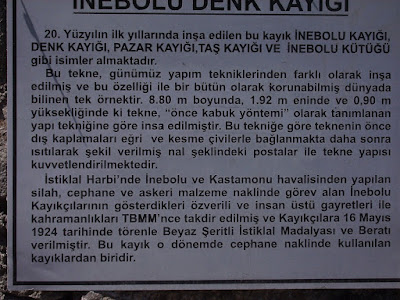 İNEBOLU DENK KAYIĞI
20. Yüzyılın ilk yıllarında inşa edilen bu kayık İNEBOLU KAYIĞI,
DENK KAYIĞI, PAZAR KAYIĞI,TAŞ KAYIĞI VE İNEBOLU KÜTÜĞÜ
gibi isimler almaktadır.
Bu tekne, günümüz yapım tekniklerinden farklı olarak inşa
edilmiş ve bu özelliği ile bir bütün olarak korunabilmiş dünyada
bilinen tek örnektir. 8.80 m boyunda, 1.92 m eninde ve 0,90 m
yüksekliğinde ki tekne, “önce kabuk yöntemi” olarak tanımlanan
yapı tekniğine göre insa edilmiştir. Bu tekniğe göre teknenin önce
dış kaplamaları eğri ve kesme çivilerle bağlanmakta daha sonra
ısıtılarak şekil verilmiş nal şeklindeki postalar ile tekne yapısı
kuvvetlendirilmektedir.
İstiklal Harbi’nde İnebolu ve Kastamonu havalisinden yapılan
silah, cephane ve askeri malzeme naklinde görev alan İnebolu
Kayıkçılarının gösterdikleri özverili ve insan üstü gayretleri ile
kahramanlıkları TBMM’nce takdir edilmiş ve Kayıkçılara 16 Mayıs
1924 tarihinde törenle Beyaz Şeritli İstiklal Madalyası ve Beratı
verilmiştir. Bu kayık o dönemde cephane naklinde kullanılan
kayıklardan biridir.